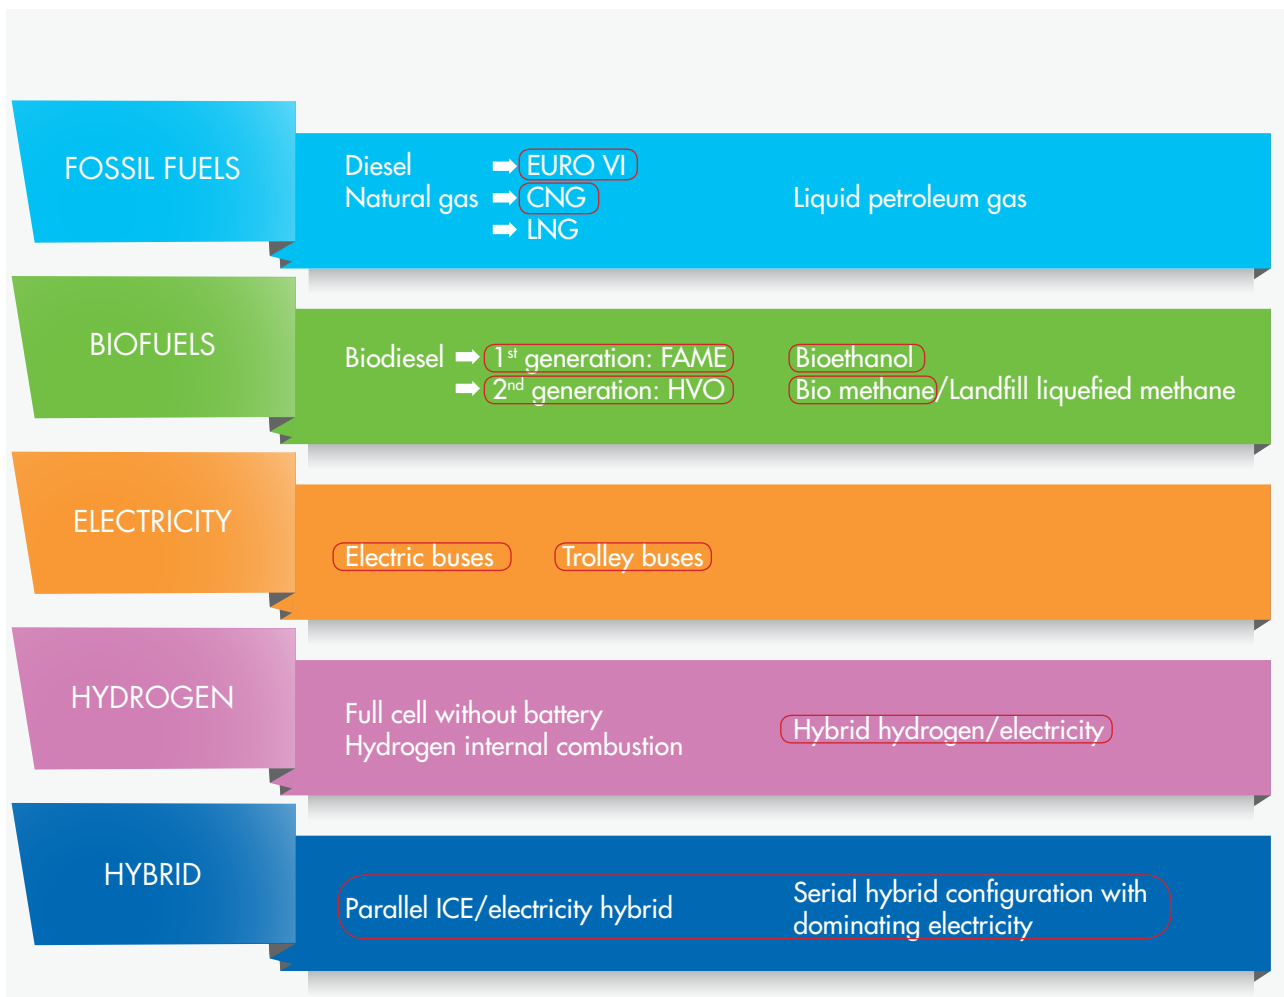 FOSSIL FUELS
Diesel ➡ EURO VI
Natural gas ➡ CNG
➡ LNG
Liquid petroleum gas
BIOFUELS
Biodiesel ➡ 1st generation: FAME
➡ 2nd generation: HVO
Bioethanol
Bio methane/Landfill liquefied methane
ELECTRICITY
Electric buses
Trolley buses
HYDROGEN
Full cell without battery
Hydrogen internal combustion
Hybrid hydrogen/electricity
HYBRID
Parallel ICE/electricity hybrid
Serial hybrid configuration with
dominating electricity